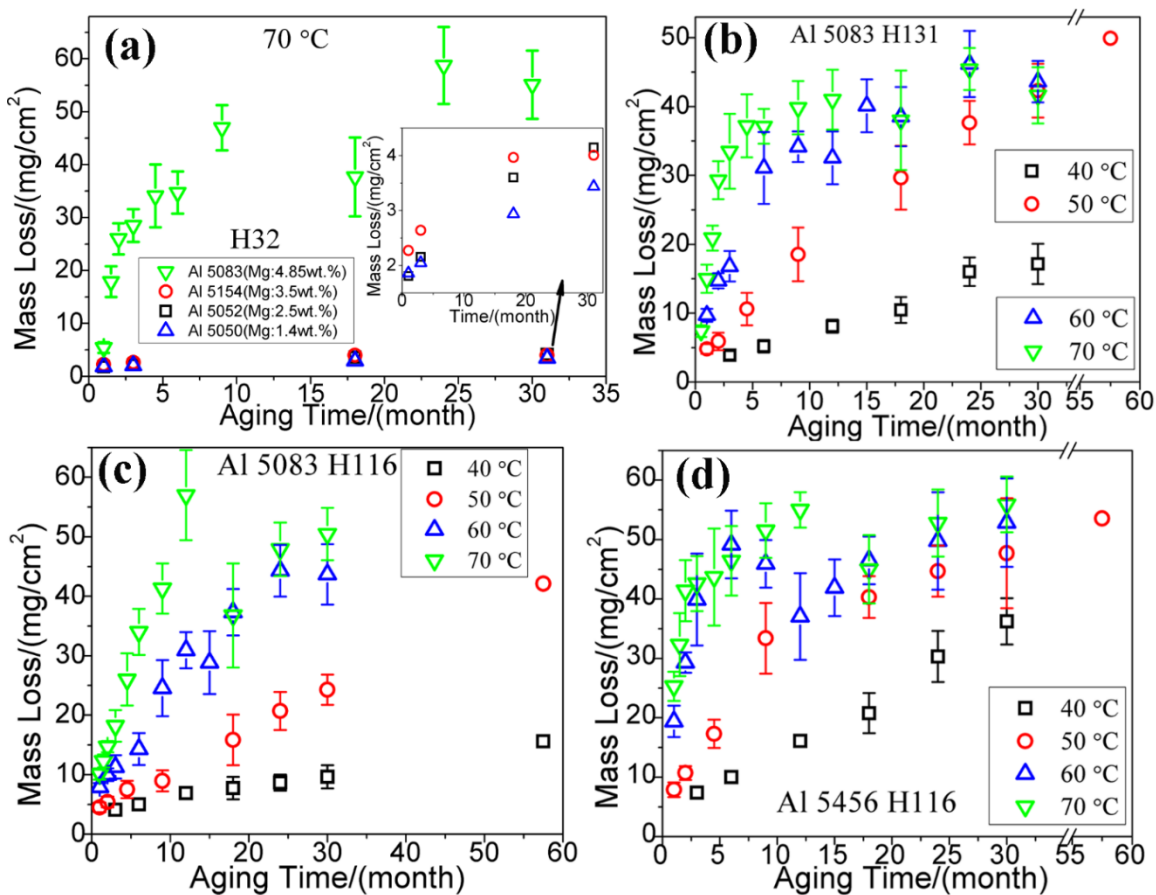 (a)
70 °C
H32
Al 5083(Mg:4.85wt.%)
Al 5154(Mg:3.5wt.%)
Al 5052(Mg:2.5wt.%)
Al 5050(Mg:1.4wt.%)
Mass Loss/(mg/cm²)
0
10
20
30
40
50
60
Aging Time/(month)
0
5
10
15
20
25
30
35
Mass Loss/(mg/cm²)
2
3
4
Time/(month)
0
10
20
30
(b)
Al 5083 H131
40 °C
50 °C
60 °C
70 °C
Mass Loss/(mg/cm²)
0
10
20
30
40
50
Aging Time/(month)
0
5
10
15
20
25
30
55
60
(c)
Al 5083 H116
40 °C
50 °C
60 °C
70 °C
Mass Loss/(mg/cm²)
0
10
20
30
40
50
60
Aging Time/(month)
0
10
20
30
40
50
60
(d)
Al 5456 H116
40 °C
50 °C
60 °C
70 °C
Mass Loss/(mg/cm²)
0
10
20
30
40
50
60
Aging Time/(month)
0
5
10
15
20
25
30
55
60